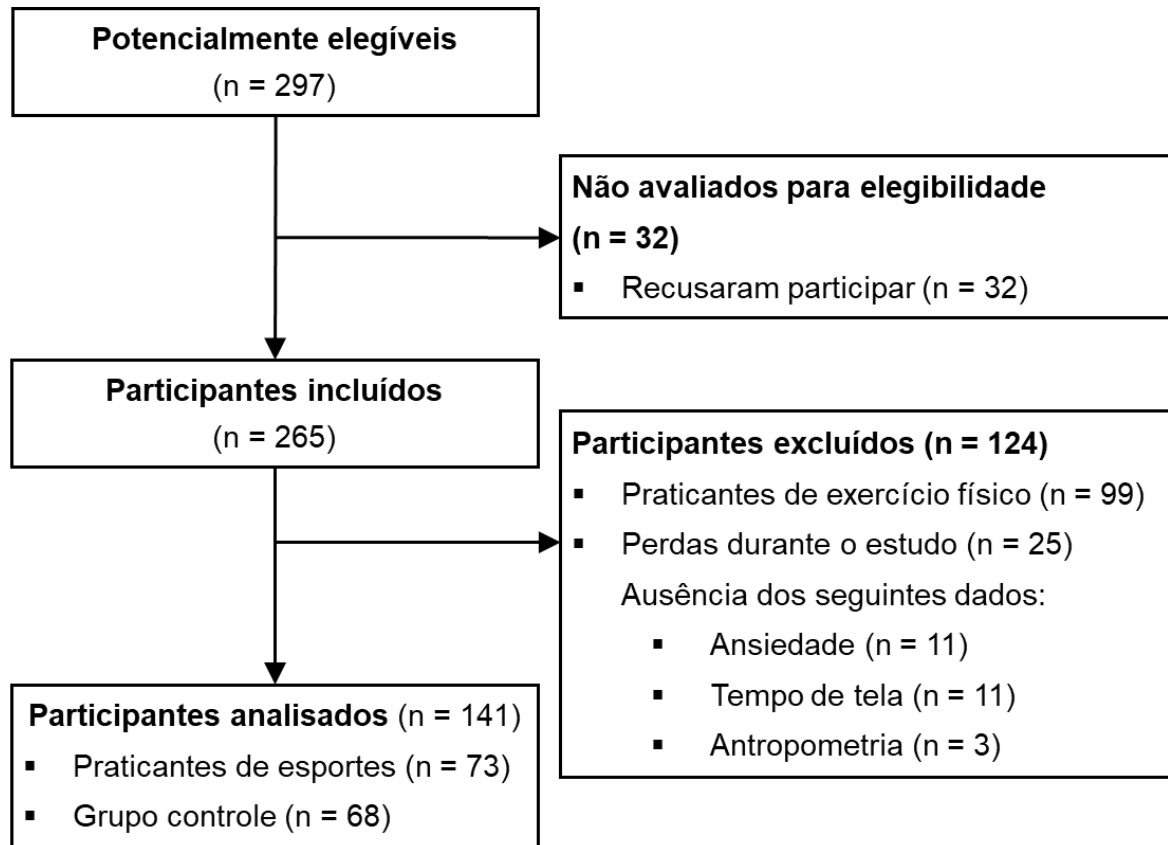 Potencialmente elegíveis
(n = 297)
Não avaliados para elegibilidade
(n = 32)
▪ Recusaram participar (n = 32)
Participantes incluídos
(n = 265)
Participantes excluídos (n = 124)
▪ Praticantes de exercício físico (n = 99)
▪ Perdas durante o estudo (n = 25)
Ausência dos seguintes dados:
▪ Ansiedade (n = 11)
▪ Tempo de tela (n = 11)
▪ Antropometria (n = 3)
Participantes analisados (n = 141)
▪ Praticantes de esportes (n = 73)
▪ Grupo controle (n = 68)